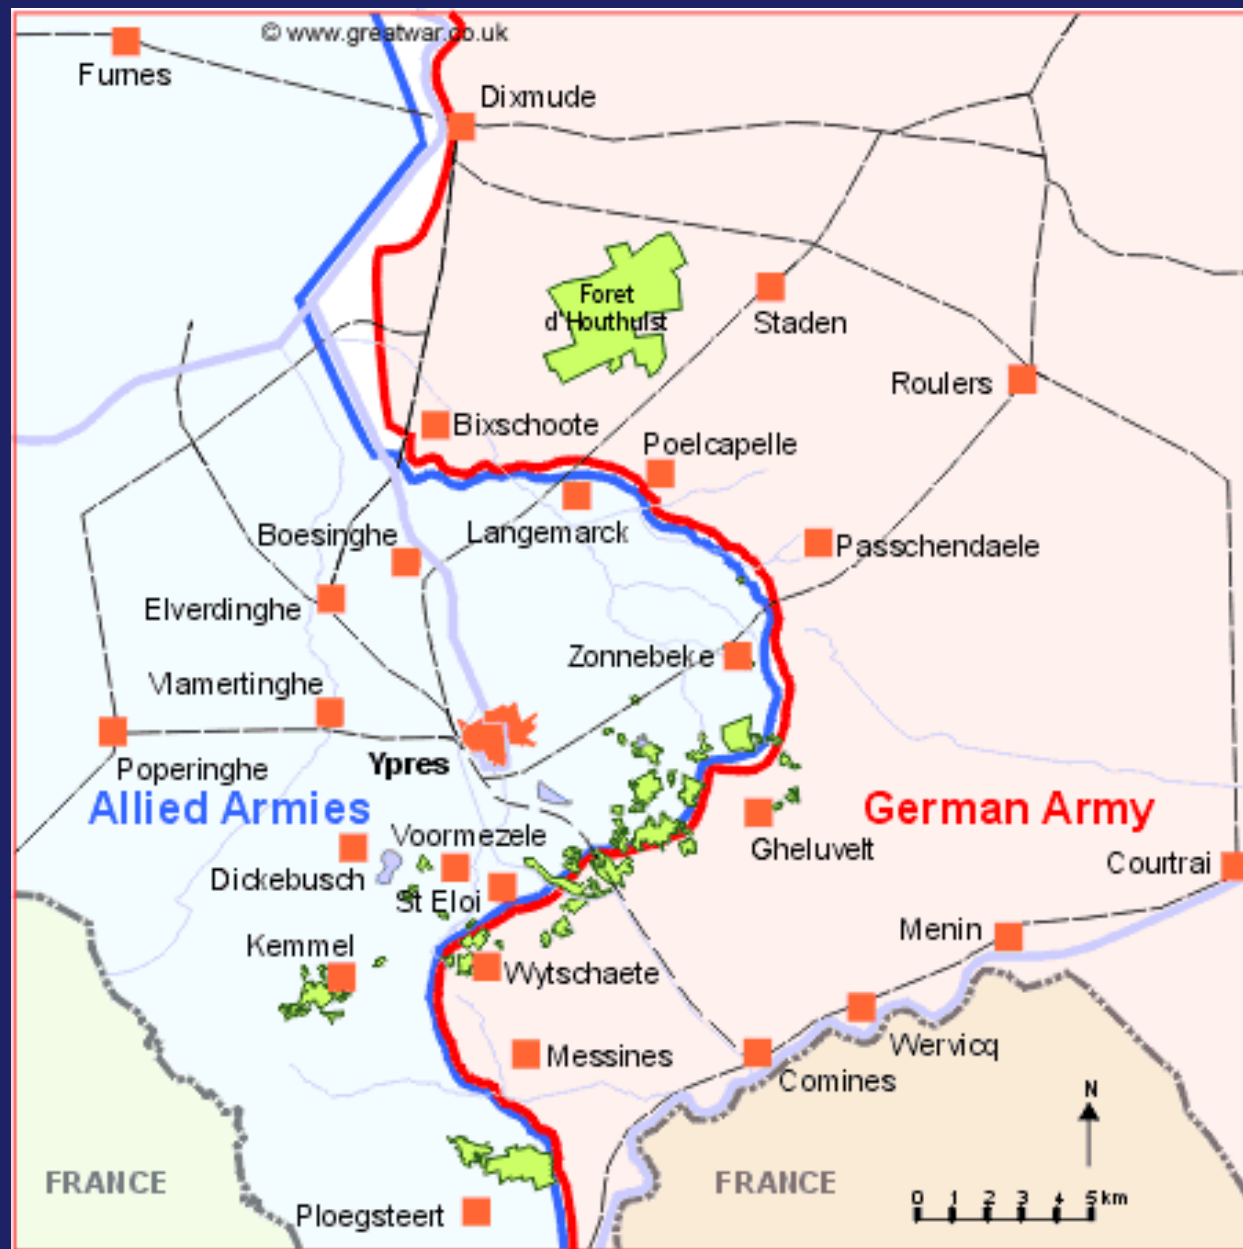 © www.greatwar.co.uk
Furnes
Dixmude
Foret
d'Houthulst
Staden
Roulers
Bixschoote
Poelcapelle
Boesinghe
Langemarck
Passchendaele
Elverdinghe
Zonnebeke
Vlamertinghe
Ypres
Poperinghe
Allied Armies
German Army
Voormezele
Gheluvelt
Courtrai
Dickebusch
St Eloi
Menin
Kemmel
Wytschaete
Wervicq
Messines
Comines
N
FRANCE
FRANCE
0 1 2 3 4 5 km
Ploegsteert